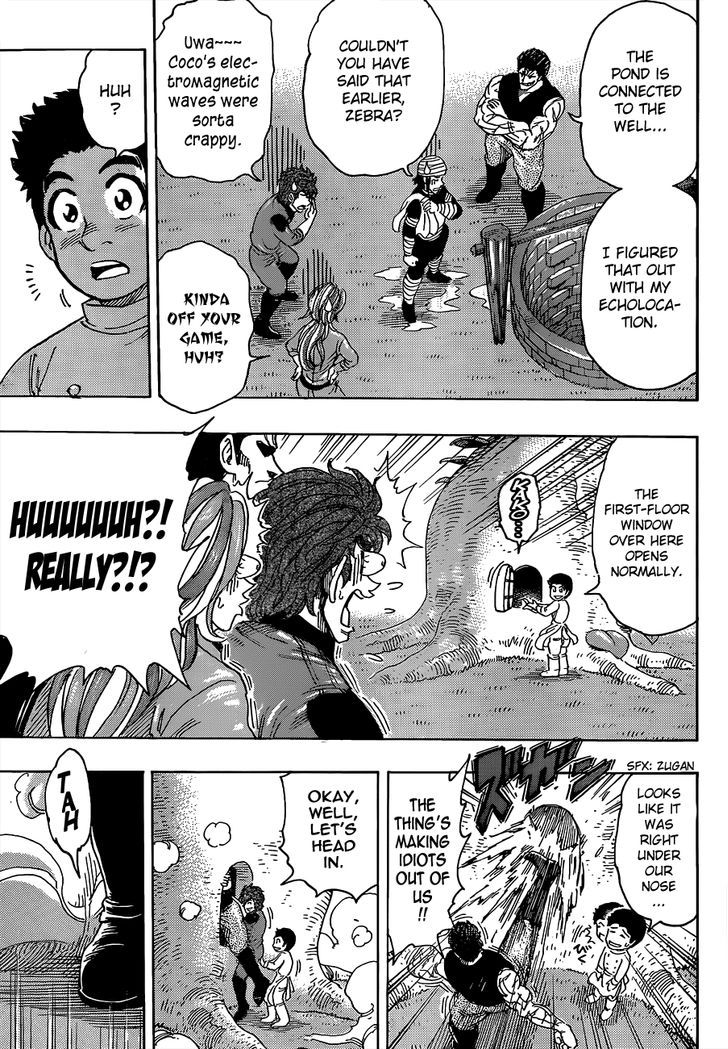 THE
POND IS
CONNECTED
TO THE
WELL...
I FIGURED
THAT OUT
WITH MY
ECHOLOCA-
TION.
COULDN'T
YOU HAVE
SAID THAT
EARLIER,
ZEBRA?
Uwa~~~
Coco's elec-
tromagnetic
waves were
sorta
crappy.
KINDA
OFF YOUR
GAME,
HUH?
HUH
?
THE
FIRST-FLOOR
WINDOW
OVER HERE
OPENS
NORMALLY.
HUUUUUUH?!
REALLY?!?
SFX: ZUGAN
ズガン
LOOKS
LIKE IT
WAS RIGHT
UNDER
OUR
NOSE
...
THE
THING'S
MAKING
IDIOTS
OUT OF
US
!!
OKAY,
WELL,
LET'S
HEAD
IN.
TAH